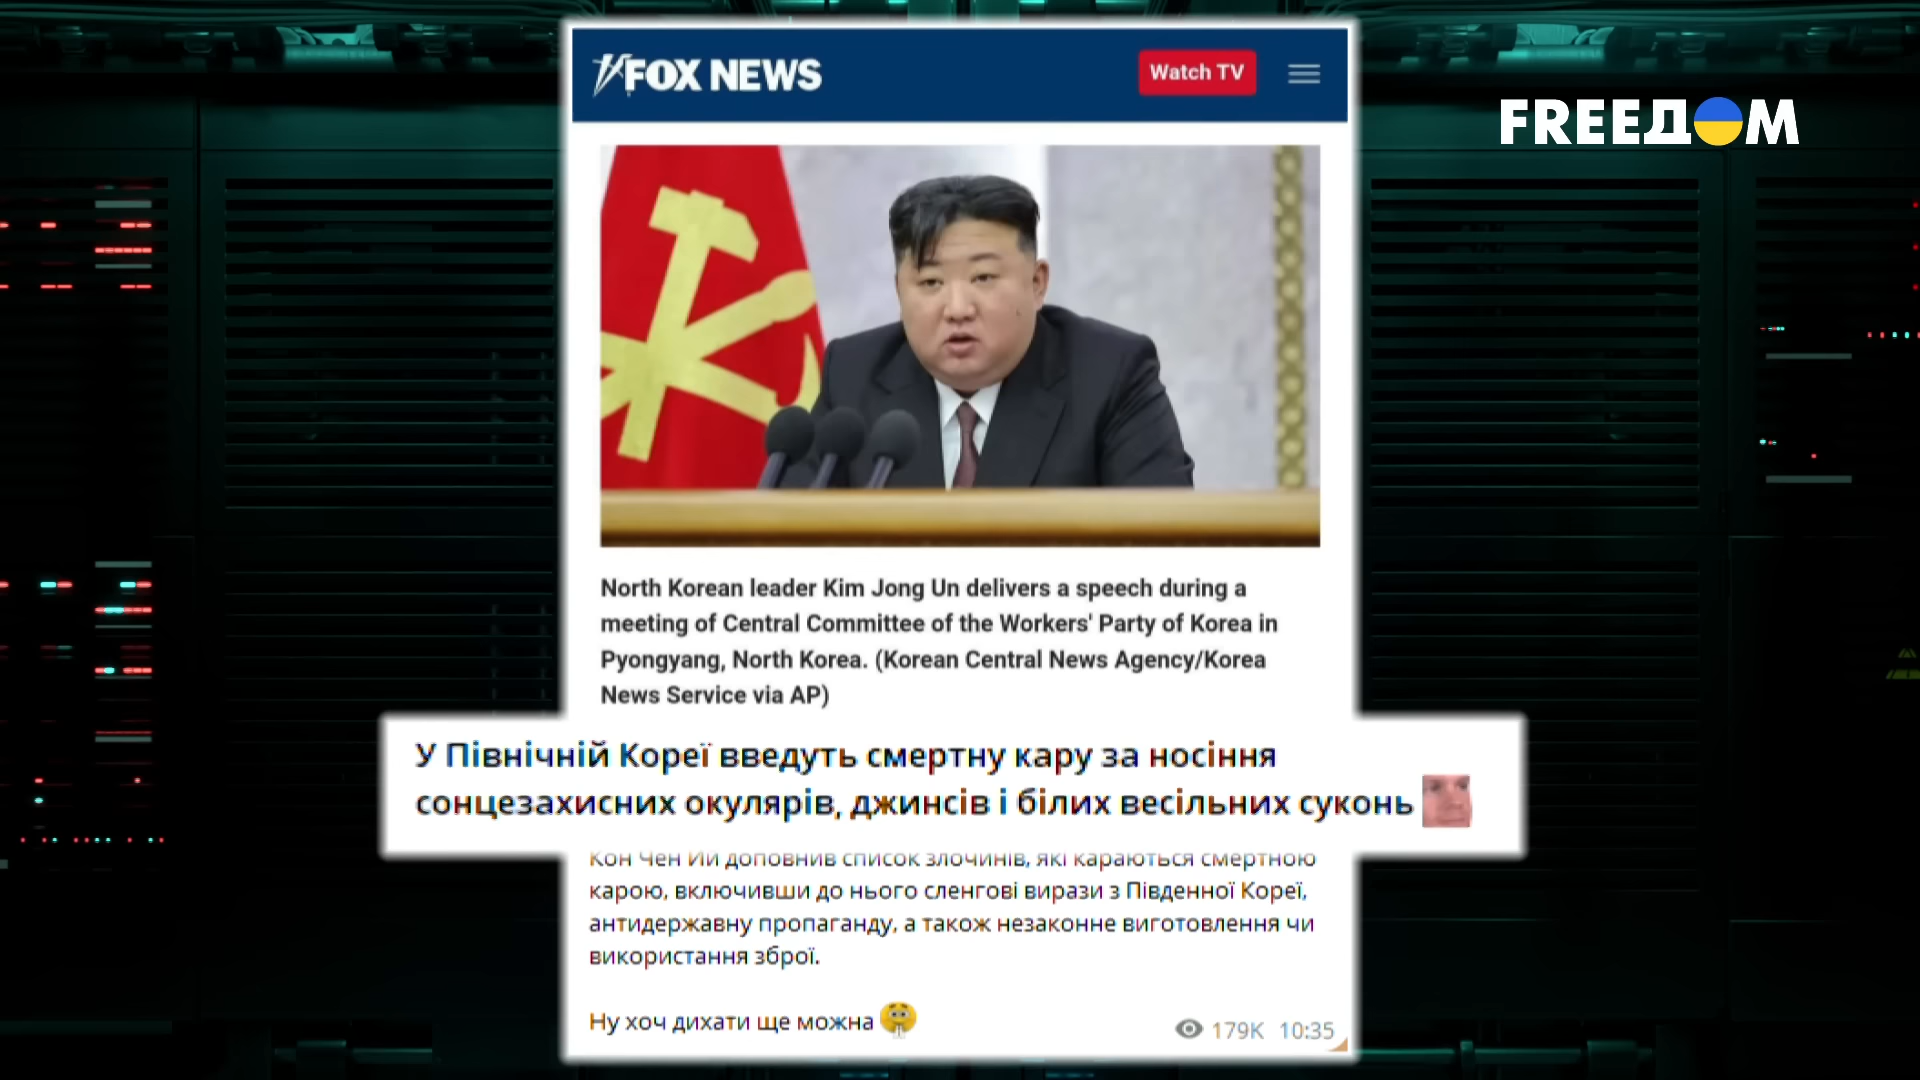 FOX NEWS
Watch TV
FREEДOM
North Korean leader Kim Jong Un delivers a speech during a
meeting of Central Committee of the Workers' Party of Korea in
Pyongyang, North Korea. (Korean Central News Agency/Korea
News Service via AP)
У Північній Кореї введуть смертну кару за носіння
сонцезахисних окулярів, джинсів і білих весільних суконь
Кон Чен Ин доповнив список злочинів, які караються смертною
карою, включивши до нього сленгові вирази з Південної Кореї,
антидержавну пропаганду, а також незаконне виготовлення чи
використання зброї.
Ну хоч дихати ще можна
179K 10:35